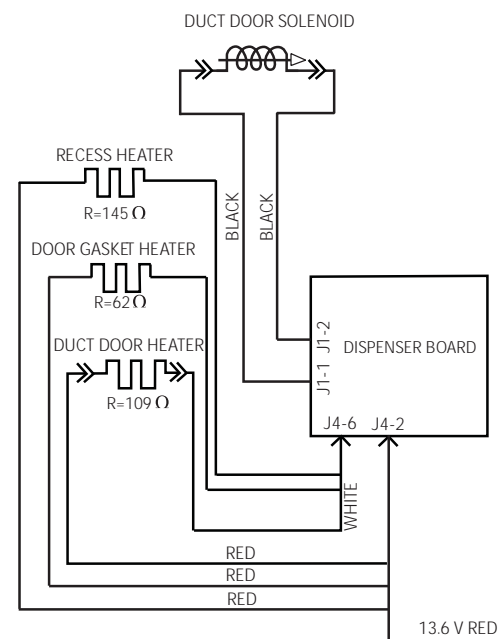 DUCT DOOR SOLENOID
RECESS HEATER
R=145 Ω
BLACK
BLACK
DOOR GASKET HEATER
R=62 Ω
DUCT DOOR HEATER
R=109 Ω
J1-2
J1-1
DISPENSER BOARD
J4-6
J4-2
WHITE
RED
RED
RED
13.6 V RED